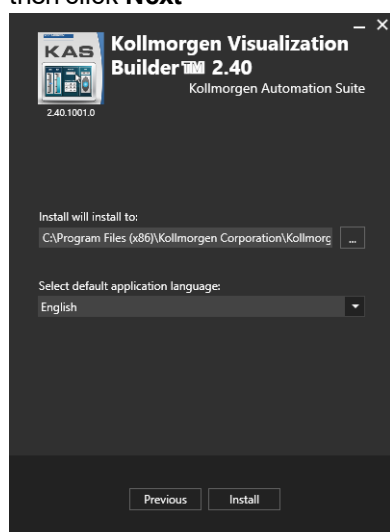 then click Next
KAS
Kollmorgen Visualization
Builder™ 2.40
Kollmorgen Automation Suite
2.40.1001.0
Install will install to:
C:\Program Files (x86)\Kollmorgen Corporation\Kollmorg
...
Select default application language:
English
Previous
Install